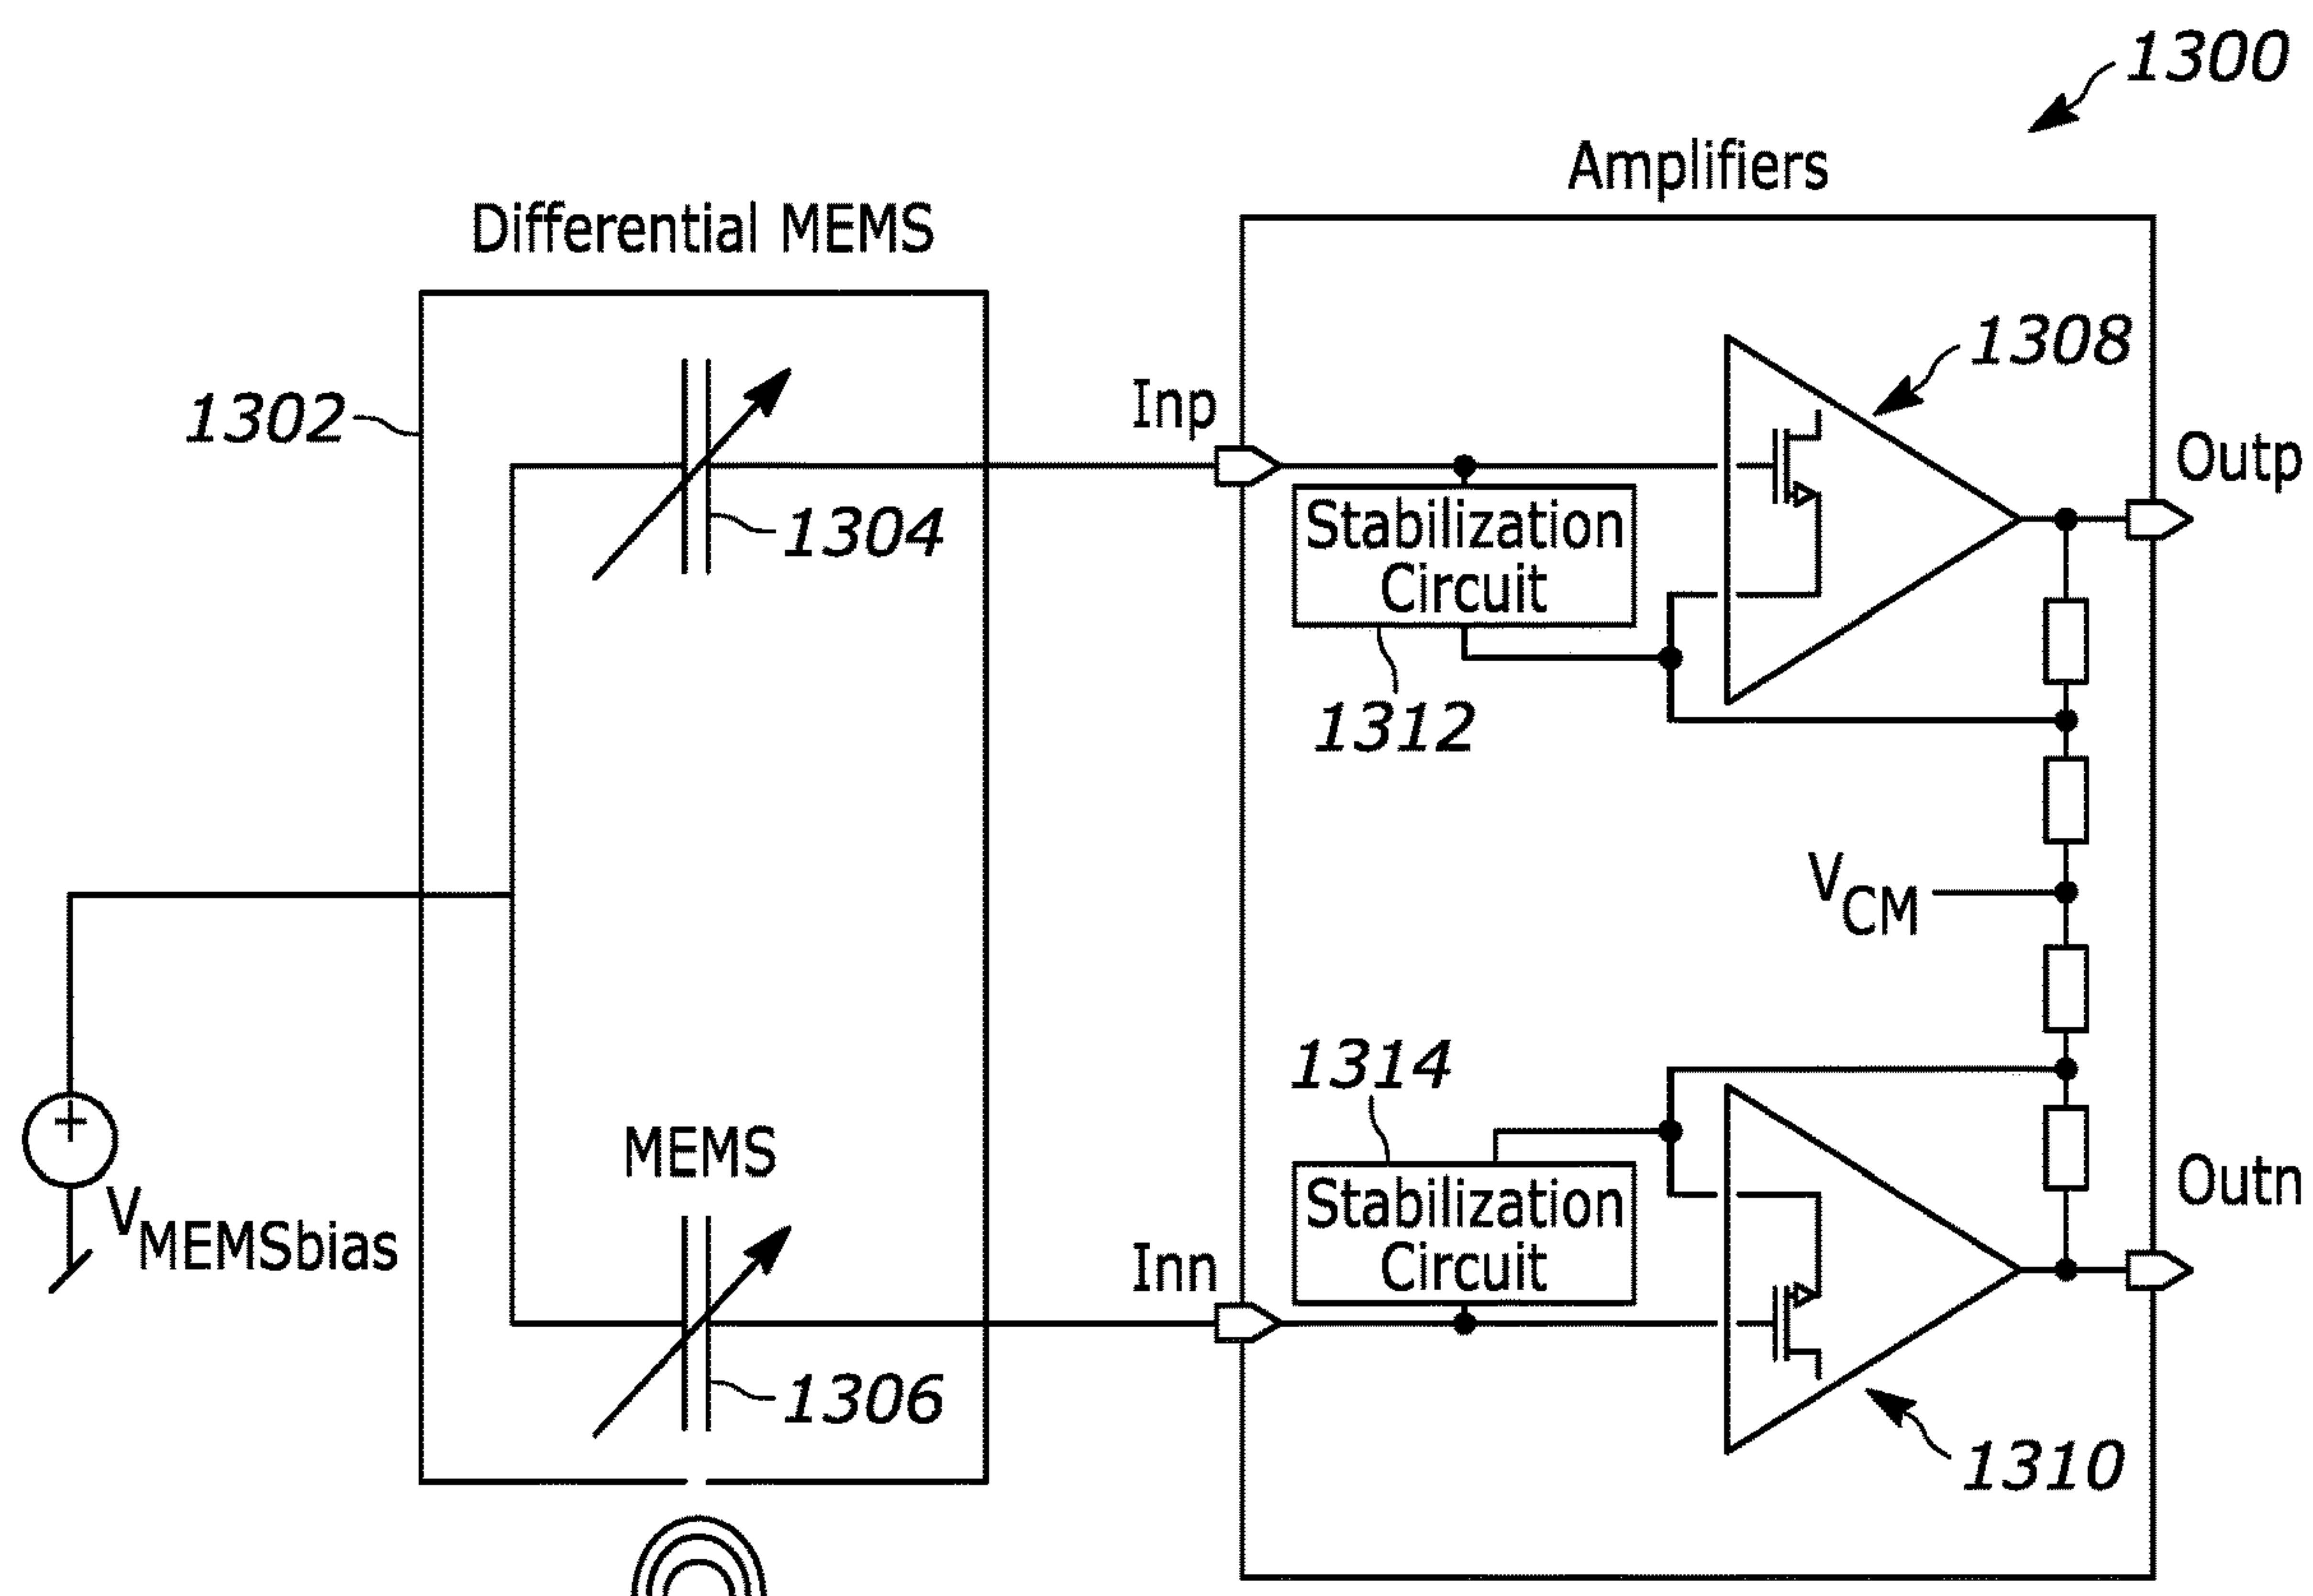 1300
Amplifiers
Differential MEMS
1308
1302
Inp
Outp
1304
Stabilization
Circuit
1312
VCM
1314
MEMS
Stabilization
Circuit
Inn
Outn
+
VMEMSbias
1306
1310